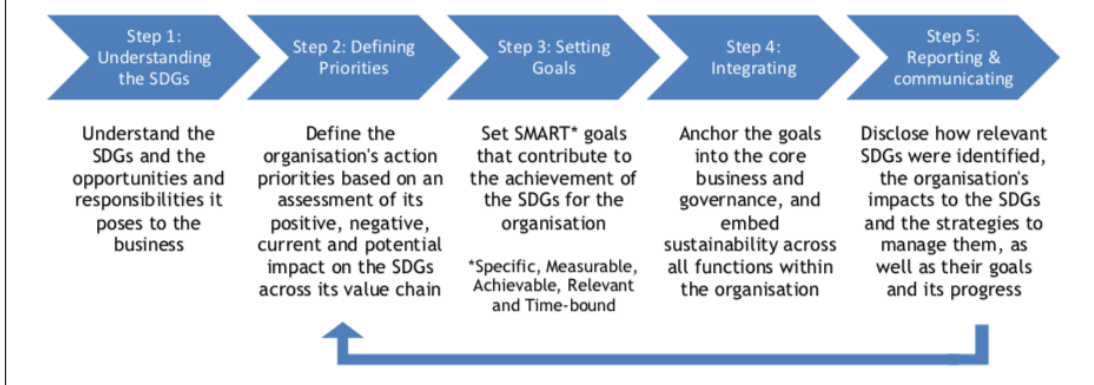 Step 1:
Understanding
the SDGs
Step 2: Defining
Priorities
Step 3: Setting
Goals
Step 4:
Integrating
Step 5:
Reporting &
communicating
Understand the
SDGs and the
opportunities and
responsibilities it
poses to the
business
Define the
organisation's action
priorities based on an
assessment of its
positive, negative,
current and potential
impact on the SDGs
across its value chain
Set SMART* goals
that contribute to
the achievement of
the SDGs for the
organisation
*Specific, Measurable,
Achievable, Relevant
and Time-bound
Anchor the goals
into the core
business and
governance, and
embed
sustainability across
all functions within
the organisation
Disclose how relevant
SDGs were identified,
the organisation's
impacts to the SDGs
and the strategies to
manage them, as
well as their goals
and its progress